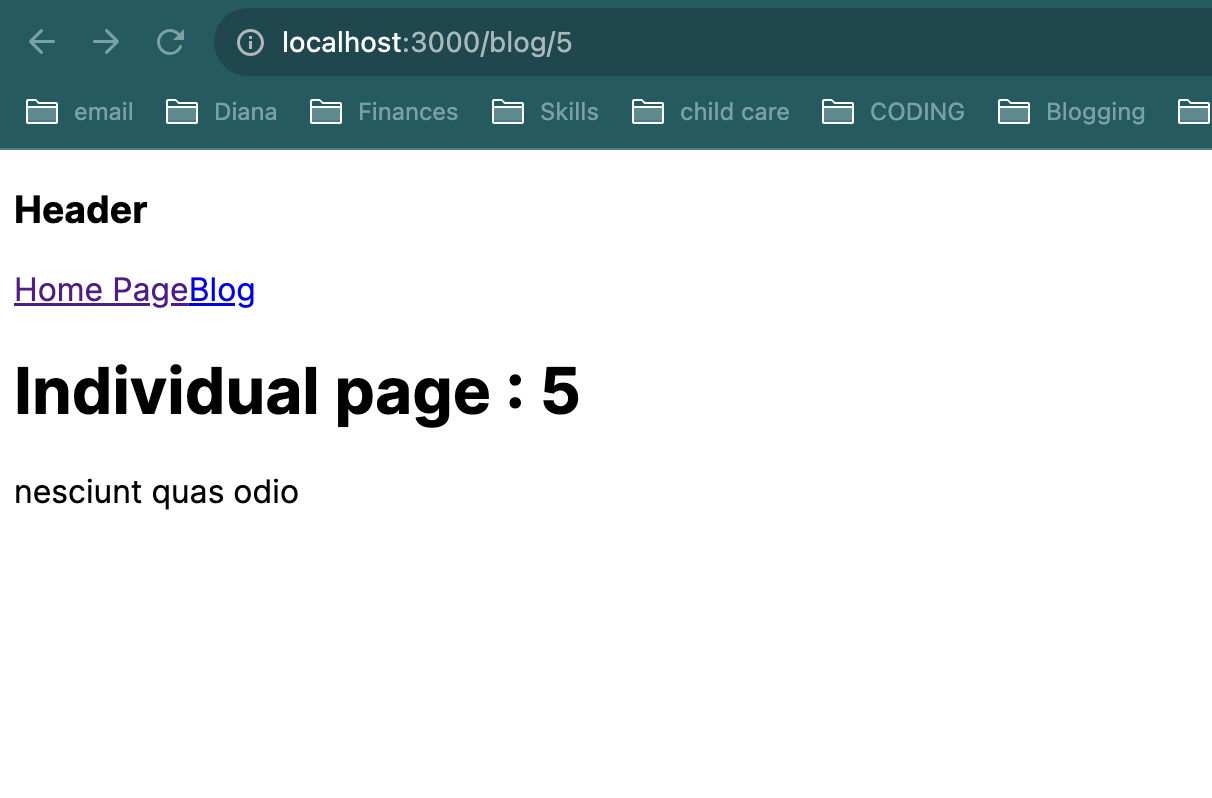 localhost:3000/blog/5
email Diana Finances Skills child care CODING Blogging
Header
Home PageBlog
Individual page : 5
nesciunt quas odio